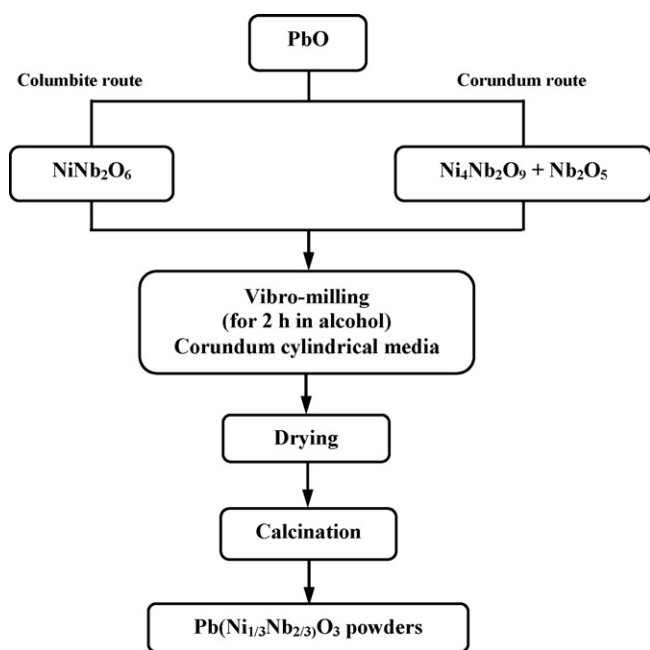 PbO
Columbite route
Corundum route
NiNb₂O₆
Ni₄Nb₂O₉ + Nb₂O₅
Vibro-milling
(for 2 h in alcohol)
Corundum cylindrical media
Drying
Calcination
Pb(Ni₁/₃Nb₂/₃)O₃ powders